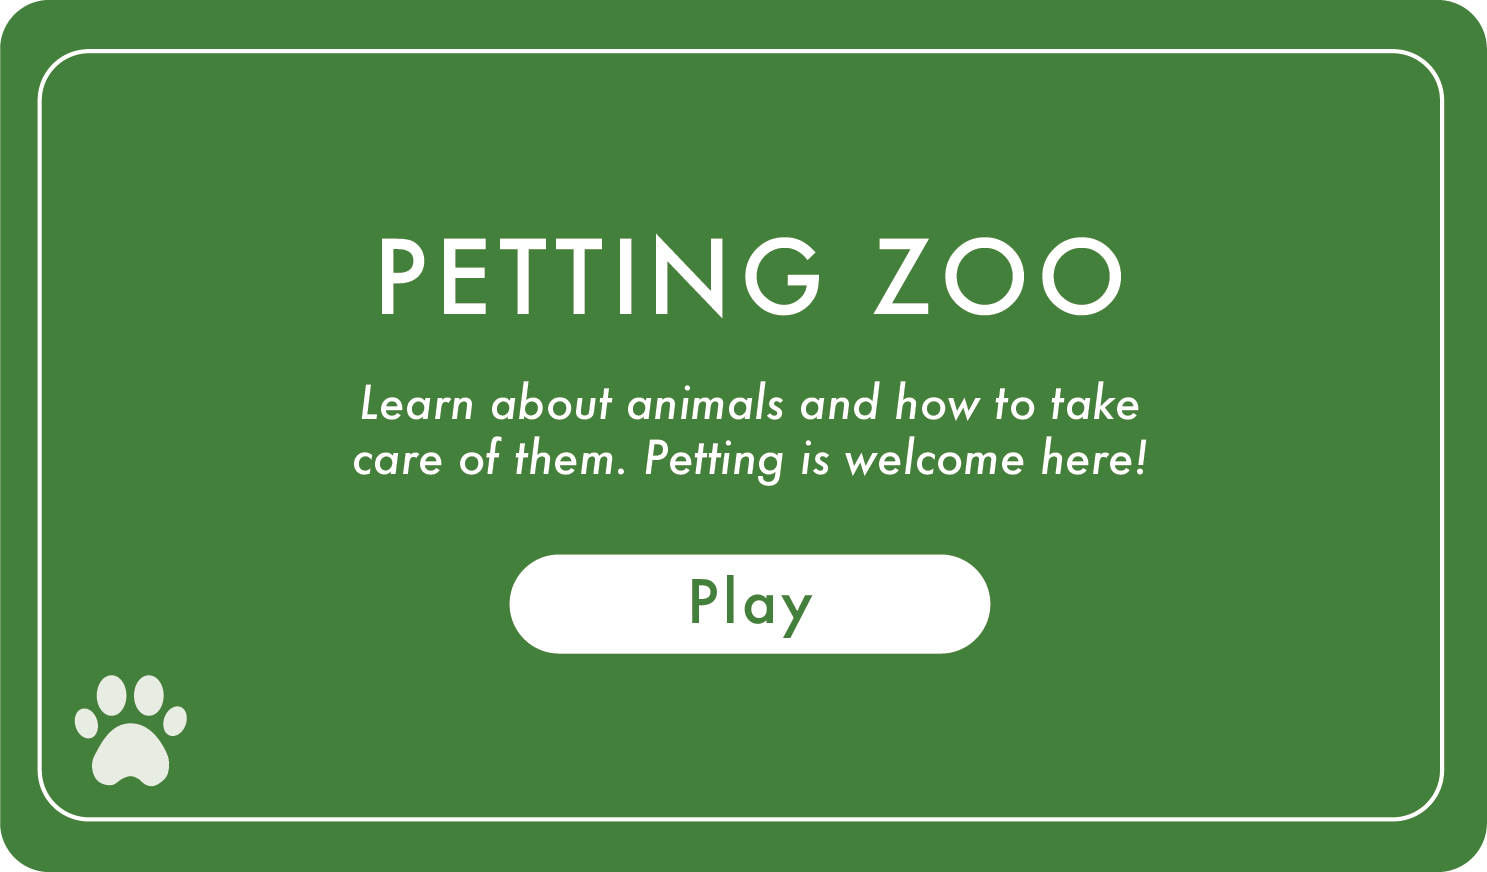 PETTING ZOO
Learn about animals and how to take
care of them. Petting is welcome here!
Play